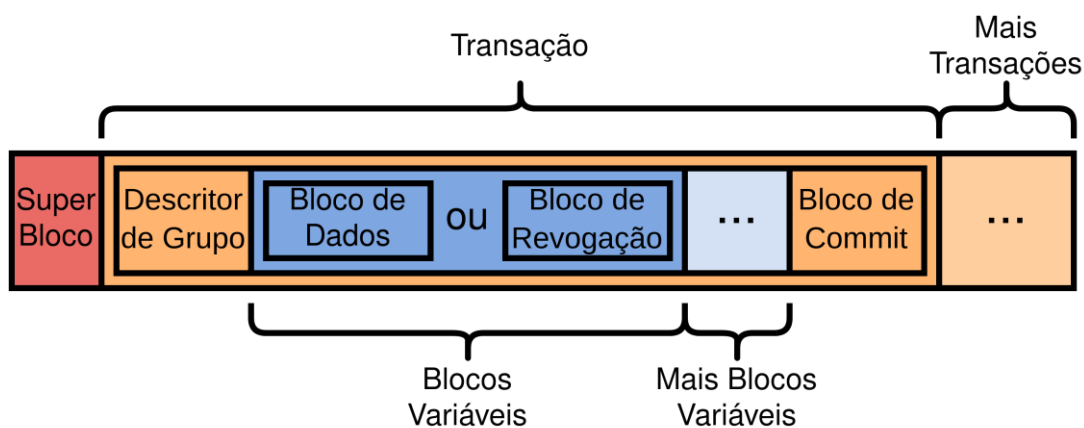 Transação
Mais
Transações
Super
Bloco
Descritor
de Grupo
Bloco de
Dados
ou
Bloco de
Revogação
...
Bloco de
Commit
...
Blocos
Variáveis
Mais Blocos
Variáveis